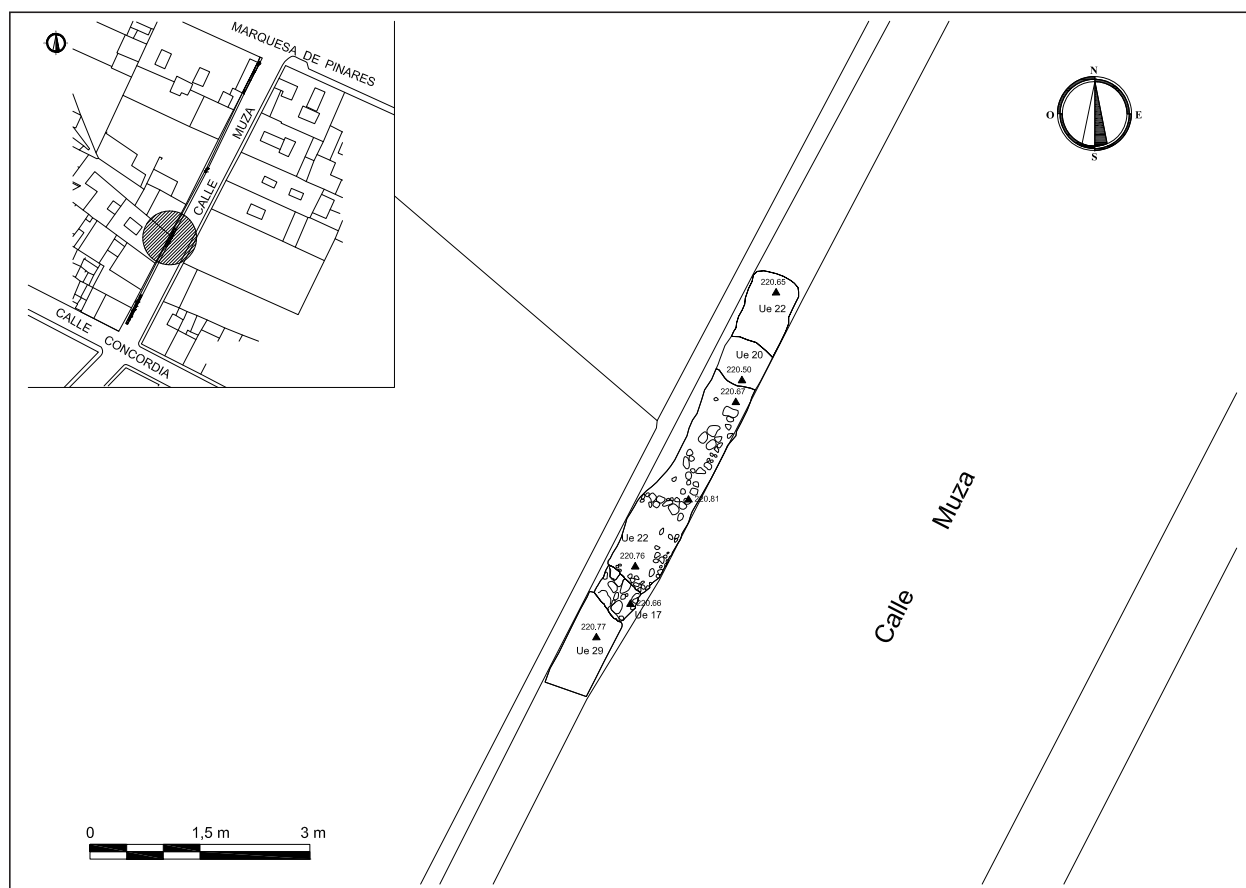 MARQUESA DE PINARES
CALLE MUZA
CALLE CONCORDIA
N
O E
S
220.65
Ue 22
Ue 20
220.50
220.67
220.81
Ue 22
220.76
220.66
Ue 17
220.77
Ue 29
Calle Muza
0 1,5 m 3 m